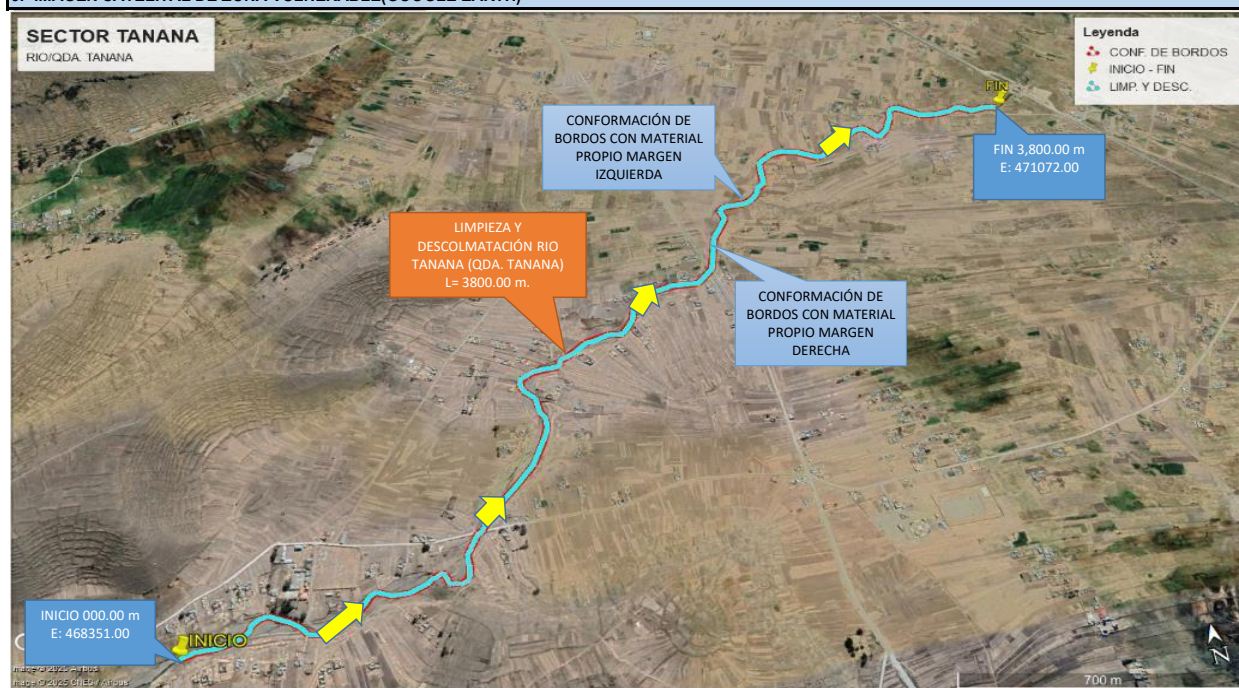 SECTOR TANANA
RIO/QDA. TANANA
Leyenda
CONF. DE BORDOS
INICIO - FIN
LIMP. Y DESC.
FIN
CONFORMACIÓN DE
BORDOS CON MATERIAL
PROPIO MARGEN
IZQUIERDA
FIN 3,800.00 m
E: 471072.00
LIMPIEZA Y
DESCOLMATACIÓN RIO
TANANA (QDA. TANANA)
L= 3800.00 m.
CONFORMACIÓN DE
BORDOS CON MATERIAL
PROPIO MARGEN
DERECHA
INICIO 000.00 m
E: 468351.00
INICIO
N
700 m